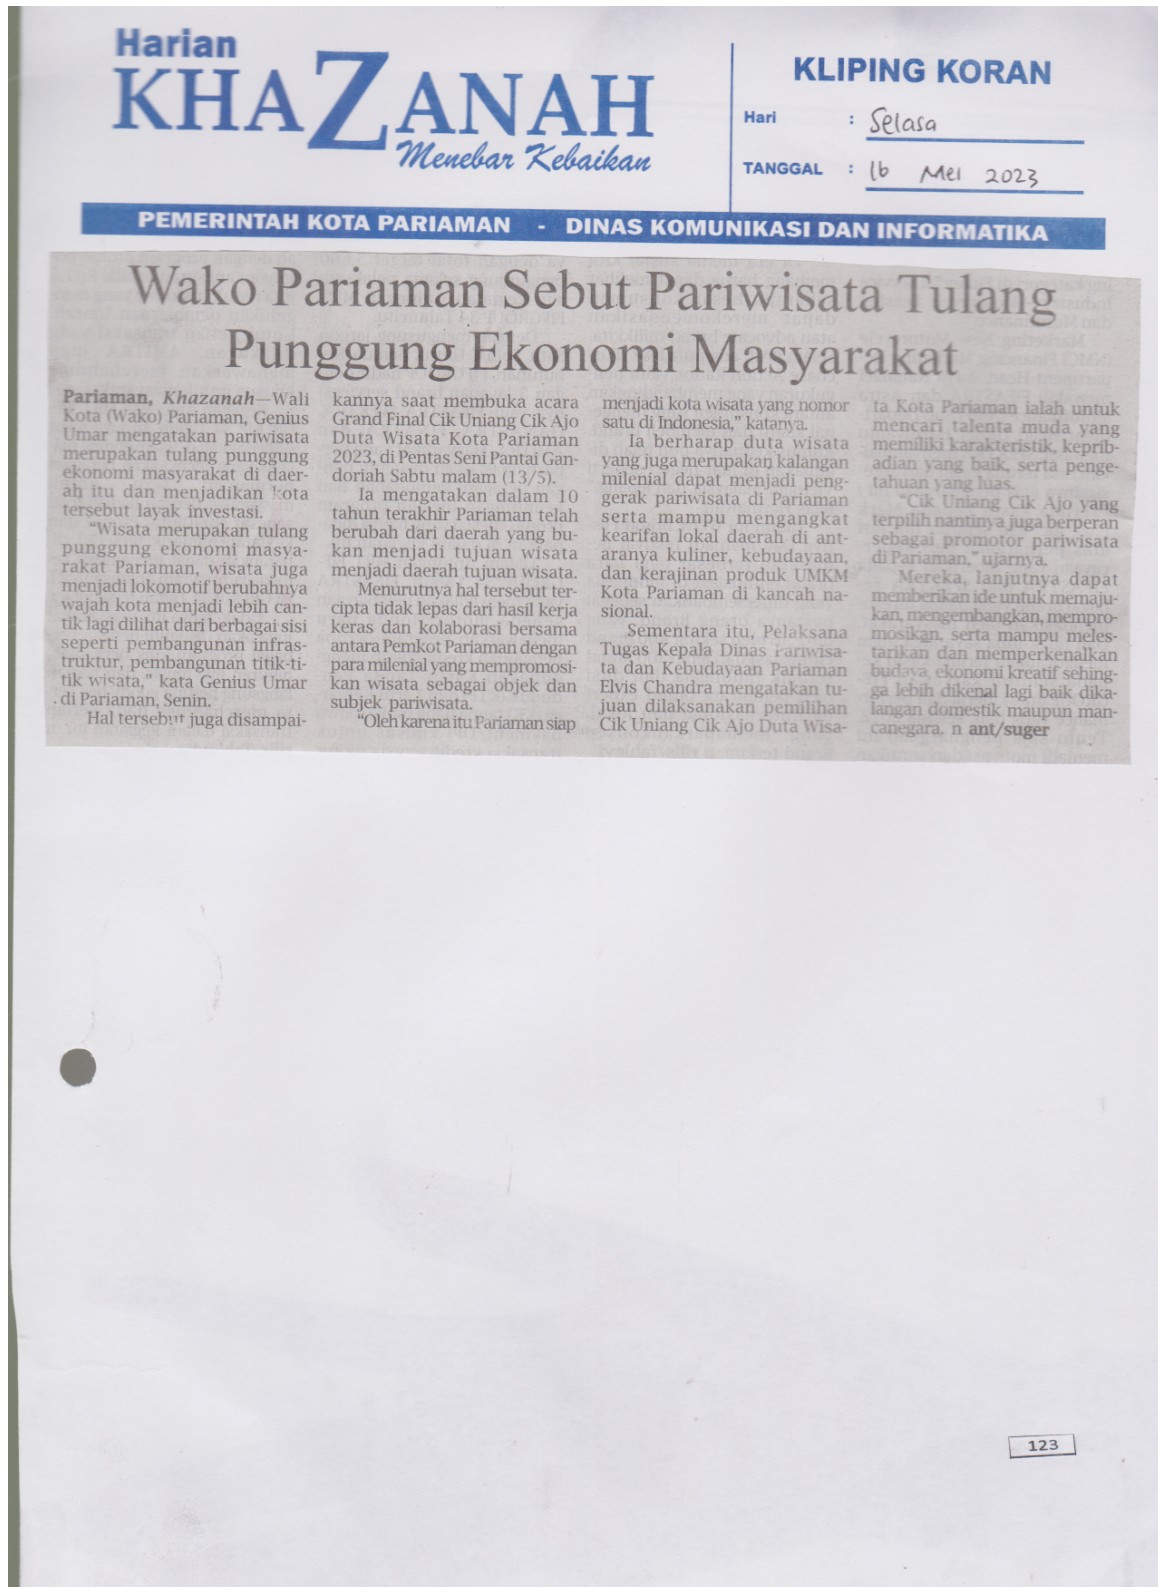 Harian
KHAZANAH
Menebar Kebaikan
KLIPING KORAN
Hari : Selasa
TANGGAL : 16 Mei 2023
PEMERINTAH KOTA PARIAMAN - DINAS KOMUNIKASI DAN INFORMATIKA
Wako Pariaman Sebut Pariwisata Tulang
Punggung Ekonomi Masyarakat
Pariaman, Khazanah—Wali
Kota (Wako) Pariaman, Genius
Umar mengatakan pariwisata
merupakan tulang punggung
ekonomi masyarakat di daer-
ah itu dan menjadikan kota
tersebut layak investasi.
“Wisata merupakan tulang
punggung ekonomi masya-
rakat Pariaman, wisata juga
menjadi lokomotif berubahnya
wajah kota menjadi lebih can-
tik lagi dilihat dari berbagai sisi
seperti pembangunan infras-
truktur, pembangunan titik-ti-
tik wisata,” kata Genius Umar
di Pariaman, Senin.
Hal tersebut juga disampai-
kannya saat membuka acara
Grand Final Cik Uniang Cik Ajo
Duta Wisata Kota Pariaman
2023, di Pentas Seni Pantai Gan-
doriah Sabtu malam (13/5).
Ia mengatakan dalam 10
tahun terakhir Pariaman telah
berubah dari daerah yang bu-
kan menjadi tujuan wisata
menjadi daerah tujuan wisata.
Menurutnya hal tersebut ter-
cipta tidak lepas dari hasil kerja
keras dan kolaborasi bersama
antara Pemkot Pariaman dengan
para milenial yang mempromosi-
kan wisata sebagai objek dan
subjek pariwisata.
“Oleh karena itu Pariaman siap
menjadi kota wisata yang nomor
satu di Indonesia,” katanya.
Ia berharap duta wisata
yang juga merupakan kalangan
milenial dapat menjadi peng-
gerak pariwisata di Pariaman
serta mampu mengangkat
kearifan lokal daerah di ant-
aranya kuliner, kebudayaan,
dan kerajinan produk UMKM
Kota Pariaman di kancah na-
sional.
Sementara itu, Pelaksana
Tugas Kepala Dinas Pariwisa-
ta dan Kebudayaan Pariaman
Elvis Chandra mengatakan tu-
juan dilaksanakan pemilihan
Cik Uniang Cik Ajo Duta Wisa-
ta Kota Pariaman ialah untuk
mencari talenta muda yang
memiliki karakteristik, keprib-
adian yang baik, serta penge-
tahuan yang luas.
“Cik Uniang Cik Ajo yang
terpilih nantinya juga berperan
sebagai promotor pariwisata
di Pariaman,” ujarnya.
Mereka, lanjutnya dapat
memberikan ide untuk memaju-
kan, mengembangkan, mempro-
mosikan, serta mampu meles-
tarikan dan memperkenalkan
budaya, ekonomi kreatif sehing-
ga lebih dikenal lagi baik dika-
langan domestik maupun man-
canegara. n ant/suger
123